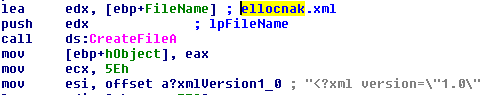 lea edx, [ebp+FileName] ; ellocnak.xml
push edx ; lpFileName
call ds:CreateFileA
mov [ebp+hObject], eax
mov ecx, 5Eh
mov esi, offset a?xmlVersion1_0 ; "<?xml version=\"1.0\"